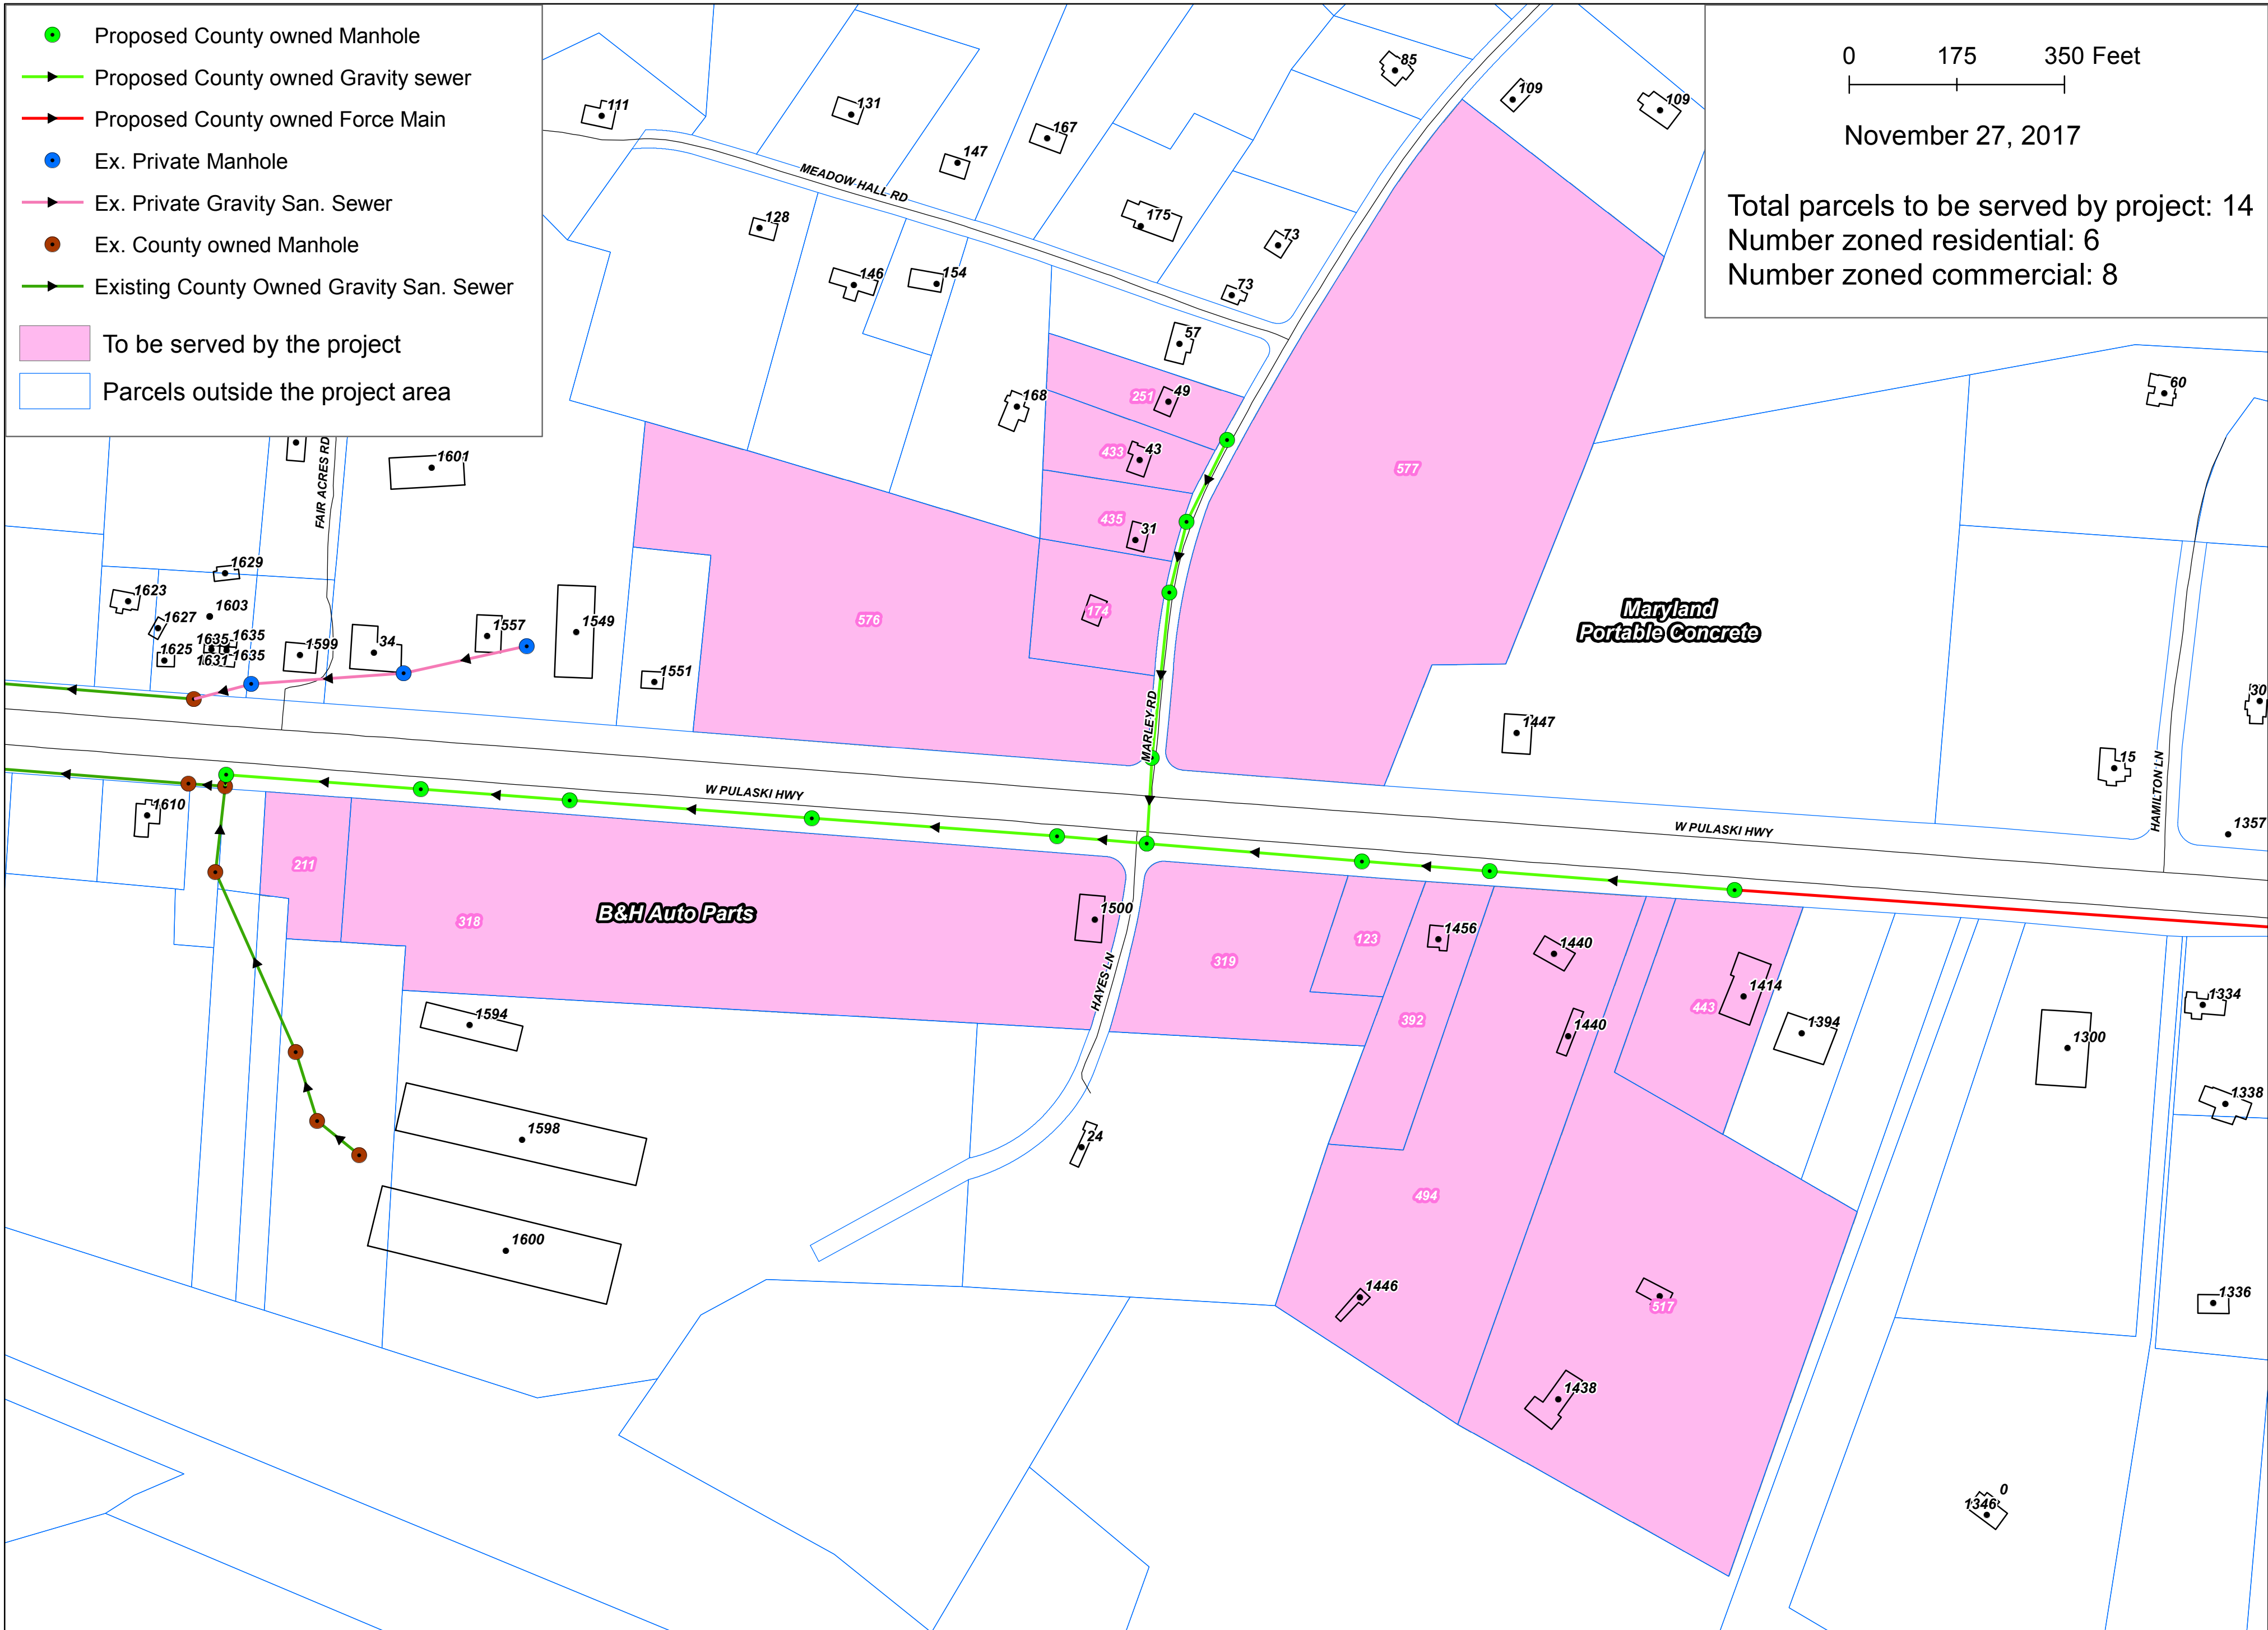 Proposed County owned Manhole
Proposed County owned Gravity sewer
Proposed County owned Force Main
Ex. Private Manhole
Ex. Private Gravity San. Sewer
Ex. County owned Manhole
Existing County Owned Gravity San. Sewer
To be served by the project
Parcels outside the project area
0 175 350 Feet
November 27, 2017
Total parcels to be served by project: 14
Number zoned residential: 6
Number zoned commercial: 8
85
109
109
111
131
147
167
MEADOW HALL RD
128
175
73
146
154
73
57
60
168
251
49
433
43
577
FAIR ACRES RD
1601
435
31
1629
1623
1603
1627
576
174
Maryland
Portable Concrete
1635
1635
1625
1631
1635
1599
34
1557
1549
1551
MARLEY RD
1447
30
15
HAMILTON LN
W PULASKI HWY
W PULASKI HWY
1357
1610
211
318
B&H Auto Parts
1500
HAYES LN
319
123
1456
1440
443
1414
392
1440
1394
1300
1334
1594
1598
24
1338
494
1600
1446
517
1336
1438
0
1346